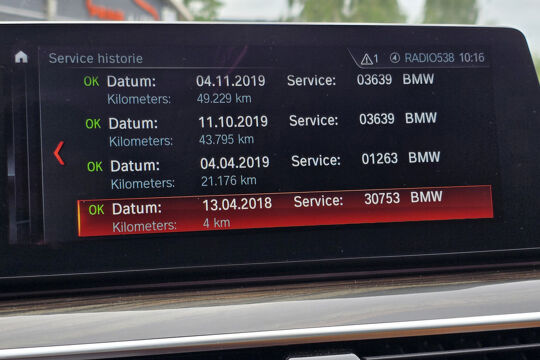 Service historie
1 4 RADIO538 10:16
OK Datum: 04.11.2019 Service: 03639 BMW
Kilometers: 49.229 km
OK Datum: 11.10.2019 Service: 03639 BMW
Kilometers: 43.795 km
OK Datum: 04.04.2019 Service: 01263 BMW
Kilometers: 21.176 km
OK Datum: 13.04.2018 Service: 30753 BMW
Kilometers: 4 km